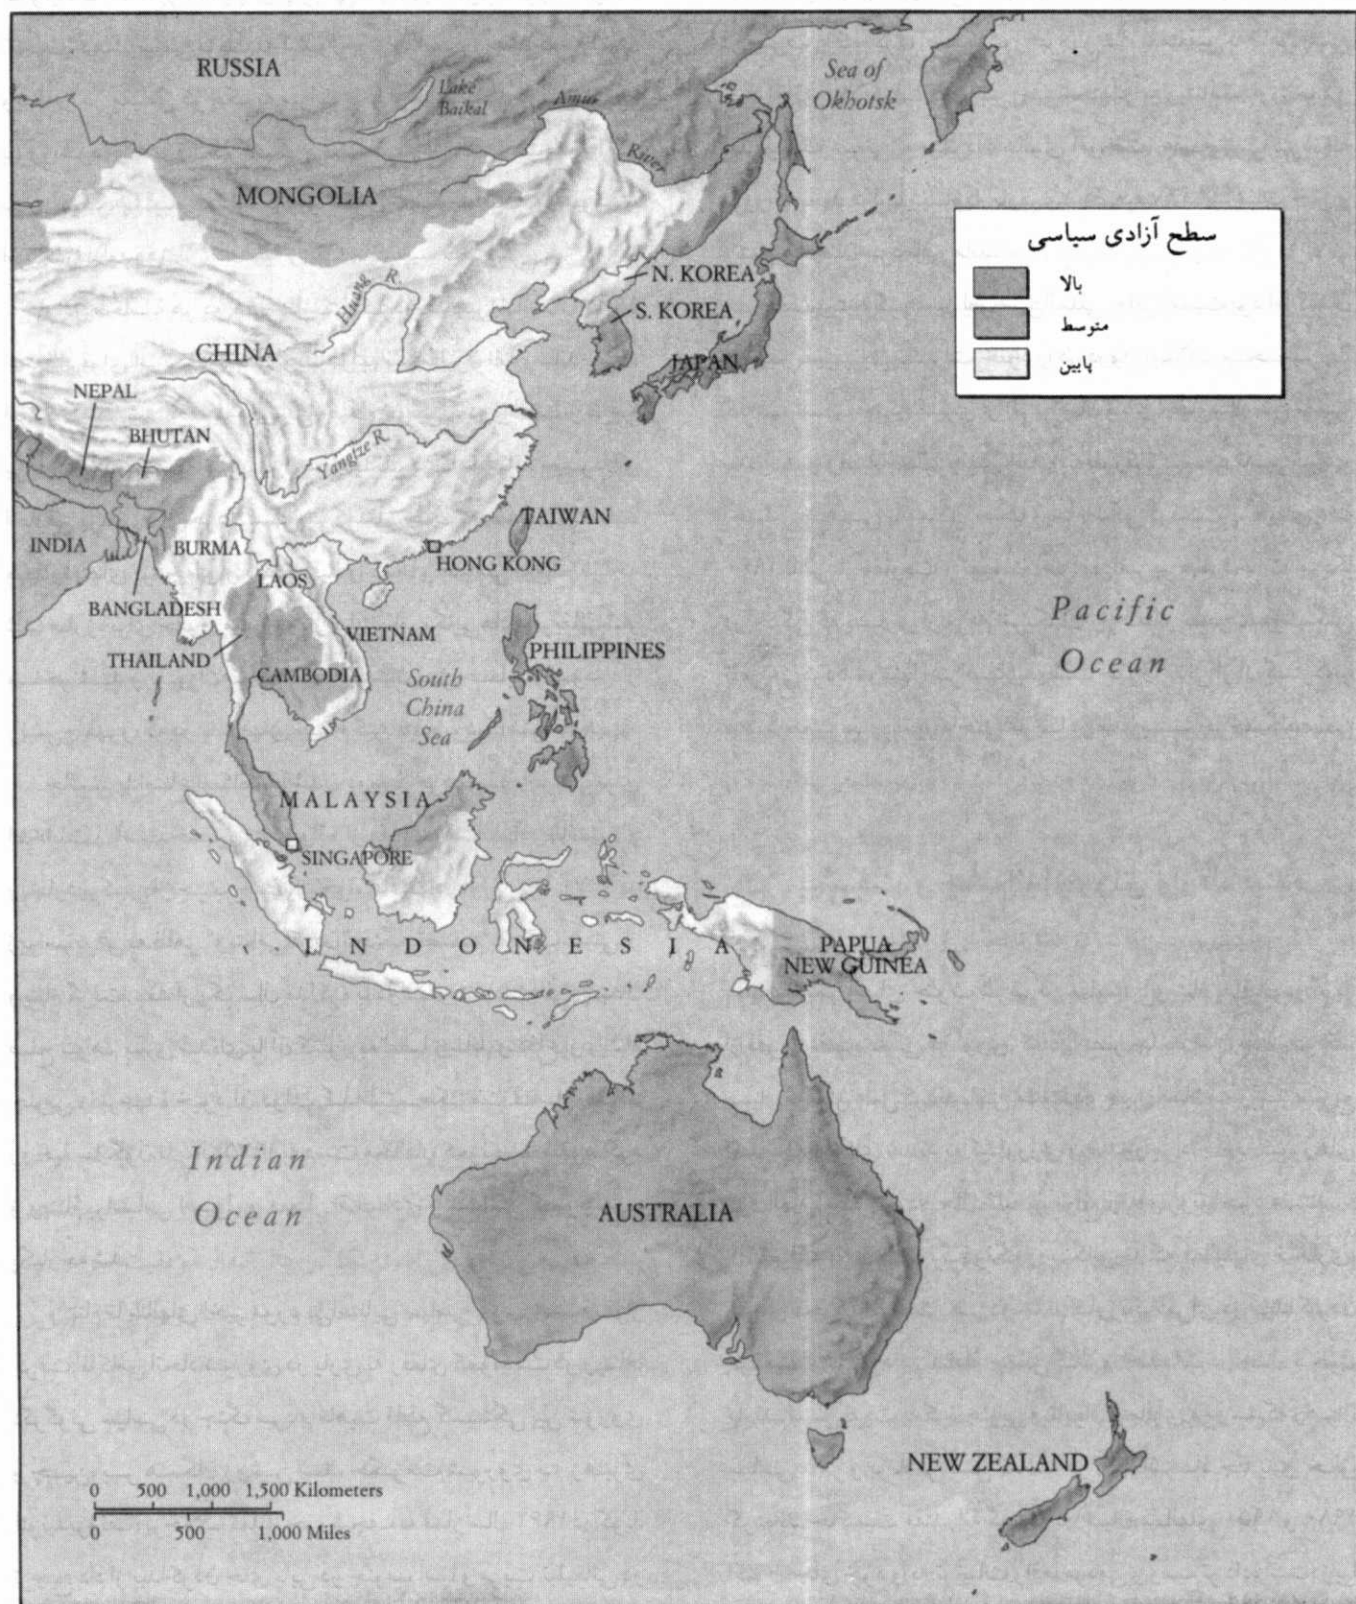 RUSSIA
Lake
Baikal
Amur
River
Sea of
Okhotsk
MONGOLIA
سطح آزادی سیاسی
بالا
متوسط
پایین
Huang R.
N. KOREA
S. KOREA
CHINA
JAPAN
NEPAL
BHUTAN
Yangtze R.
TAIWAN
INDIA
BURMA
HONG KONG
LAOS
BANGLADESH
VIETNAM
THAILAND
CAMBODIA
PHILIPPINES
South
China
Sea
Pacific
Ocean
MALAYSIA
SINGAPORE
INDONESIA
PAPUA
NEW GUINEA
Indian
Ocean
AUSTRALIA
NEW ZEALAND
0 500 1,000 1,500 Kilometers
0 500 1,000 Miles